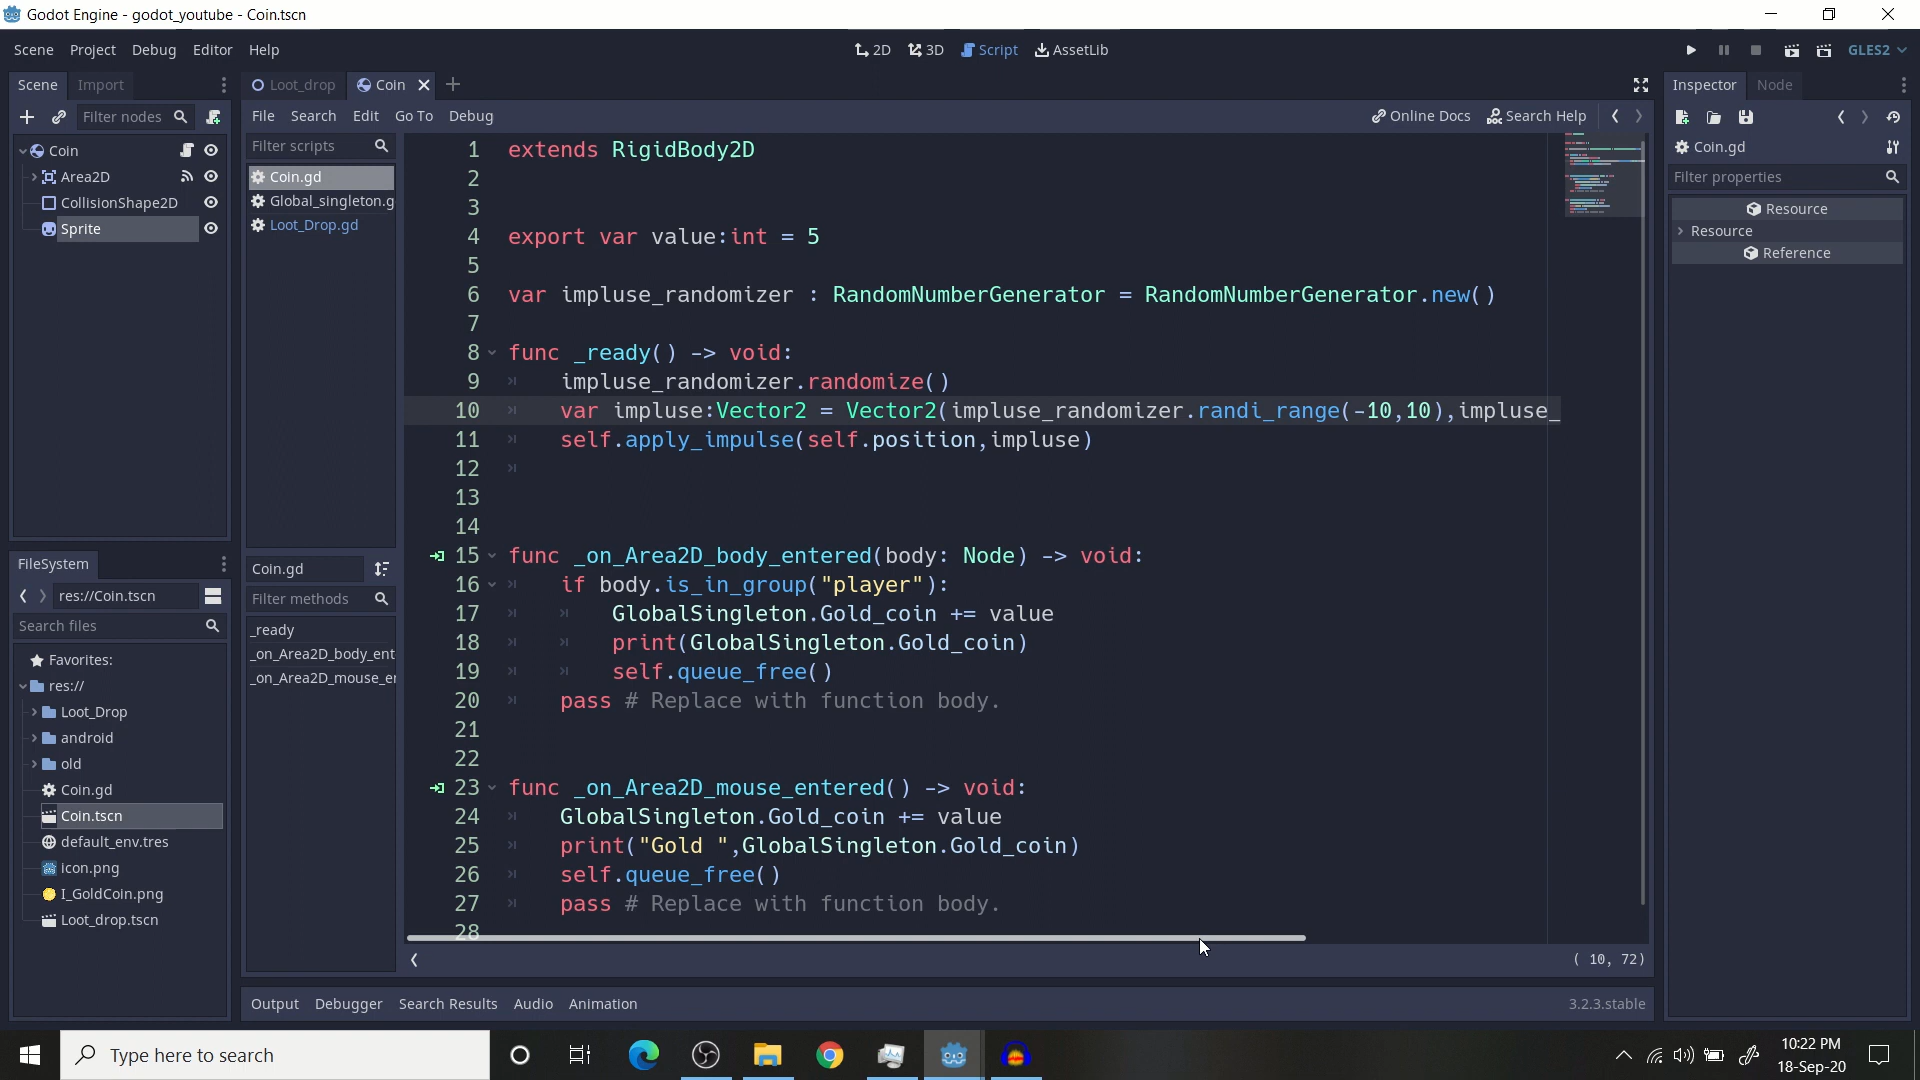 Godot Engine - godot_youtube - Coin.tscn
Scene Project Debug Editor Help
2D 3D Script AssetLib
GLES2
Scene Import
Loot_drop Coin
Inspector Node
Filter nodes
File Search Edit Go To Debug
Online Docs Search Help
Coin
Area2D
CollisionShape2D
Sprite
Filter scripts
Coin.gd
Global_singleton.g
Loot_Drop.gd
Coin.gd
Filter methods
_ready
_on_Area2D_body_ent
_on_Area2D_mouse_en
1 extends RigidBody2D
2
3
4 export var value:int = 5
5
6 var impluse_randomizer : RandomNumberGenerator = RandomNumberGenerator.new()
7
8 func _ready() -> void:
9 impluse_randomizer.randomize()
10 var impluse:Vector2 = Vector2(impluse_randomizer.randi_range(-10,10),impluse_
11 self.apply_impulse(self.position,impluse)
12
13
14
15 func _on_Area2D_body_entered(body: Node) -> void:
16 if body.is_in_group("player"):
17 GlobalSingleton.Gold_coin += value
18 print(GlobalSingleton.Gold_coin)
19 self.queue_free()
20 pass # Replace with function body.
21
22
23 func _on_Area2D_mouse_entered() -> void:
24 GlobalSingleton.Gold_coin += value
25 print("Gold ",GlobalSingleton.Gold_coin)
26 self.queue_free()
27 pass # Replace with function body.
28
( 10, 72)
Coin.gd
Filter properties
Resource
Resource
Reference
FileSystem
res://Coin.tscn
Search files
Favorites:
res://
Loot_Drop
android
old
Coin.gd
Coin.tscn
default_env.tres
icon.png
I_GoldCoin.png
Loot_drop.tscn
Output Debugger Search Results Audio Animation
3.2.3.stable
Type here to search
10:22 PM
18-Sep-20